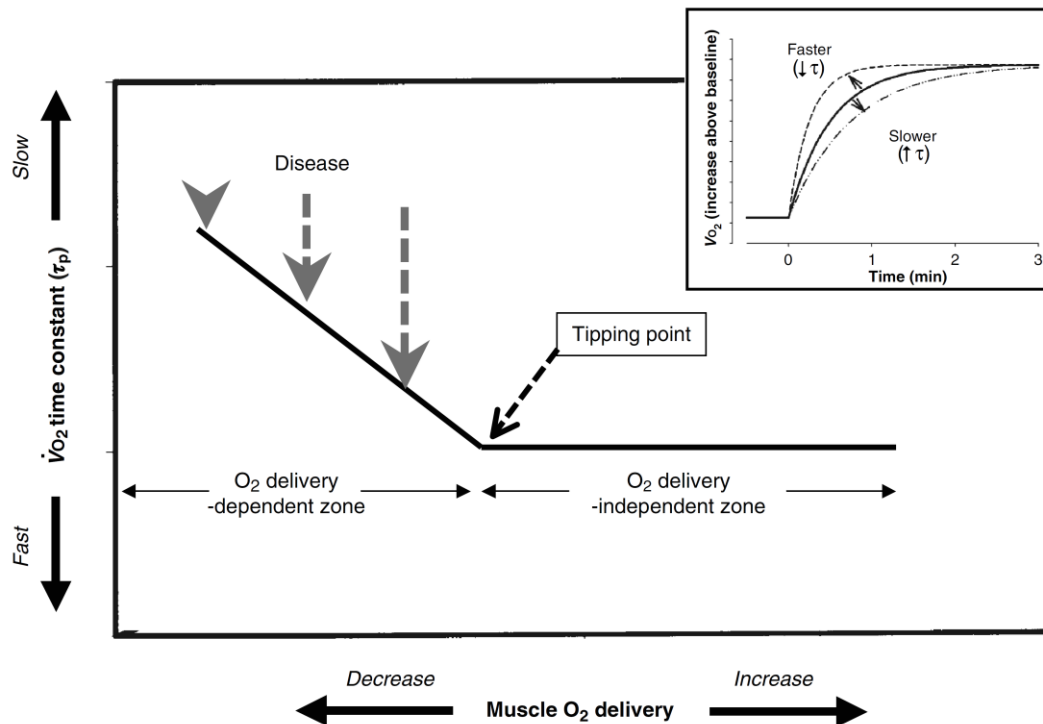 Slow
V̇O₂ time constant (τₚ)
Fast
Disease
Tipping point
O₂ delivery
-dependent zone
O₂ delivery
-independent zone
Decrease
Muscle O₂ delivery
Increase
V̇O₂ (increase above baseline)
Faster
(↓ τ)
Slower
(↑ τ)
0
1
2
3
Time (min)